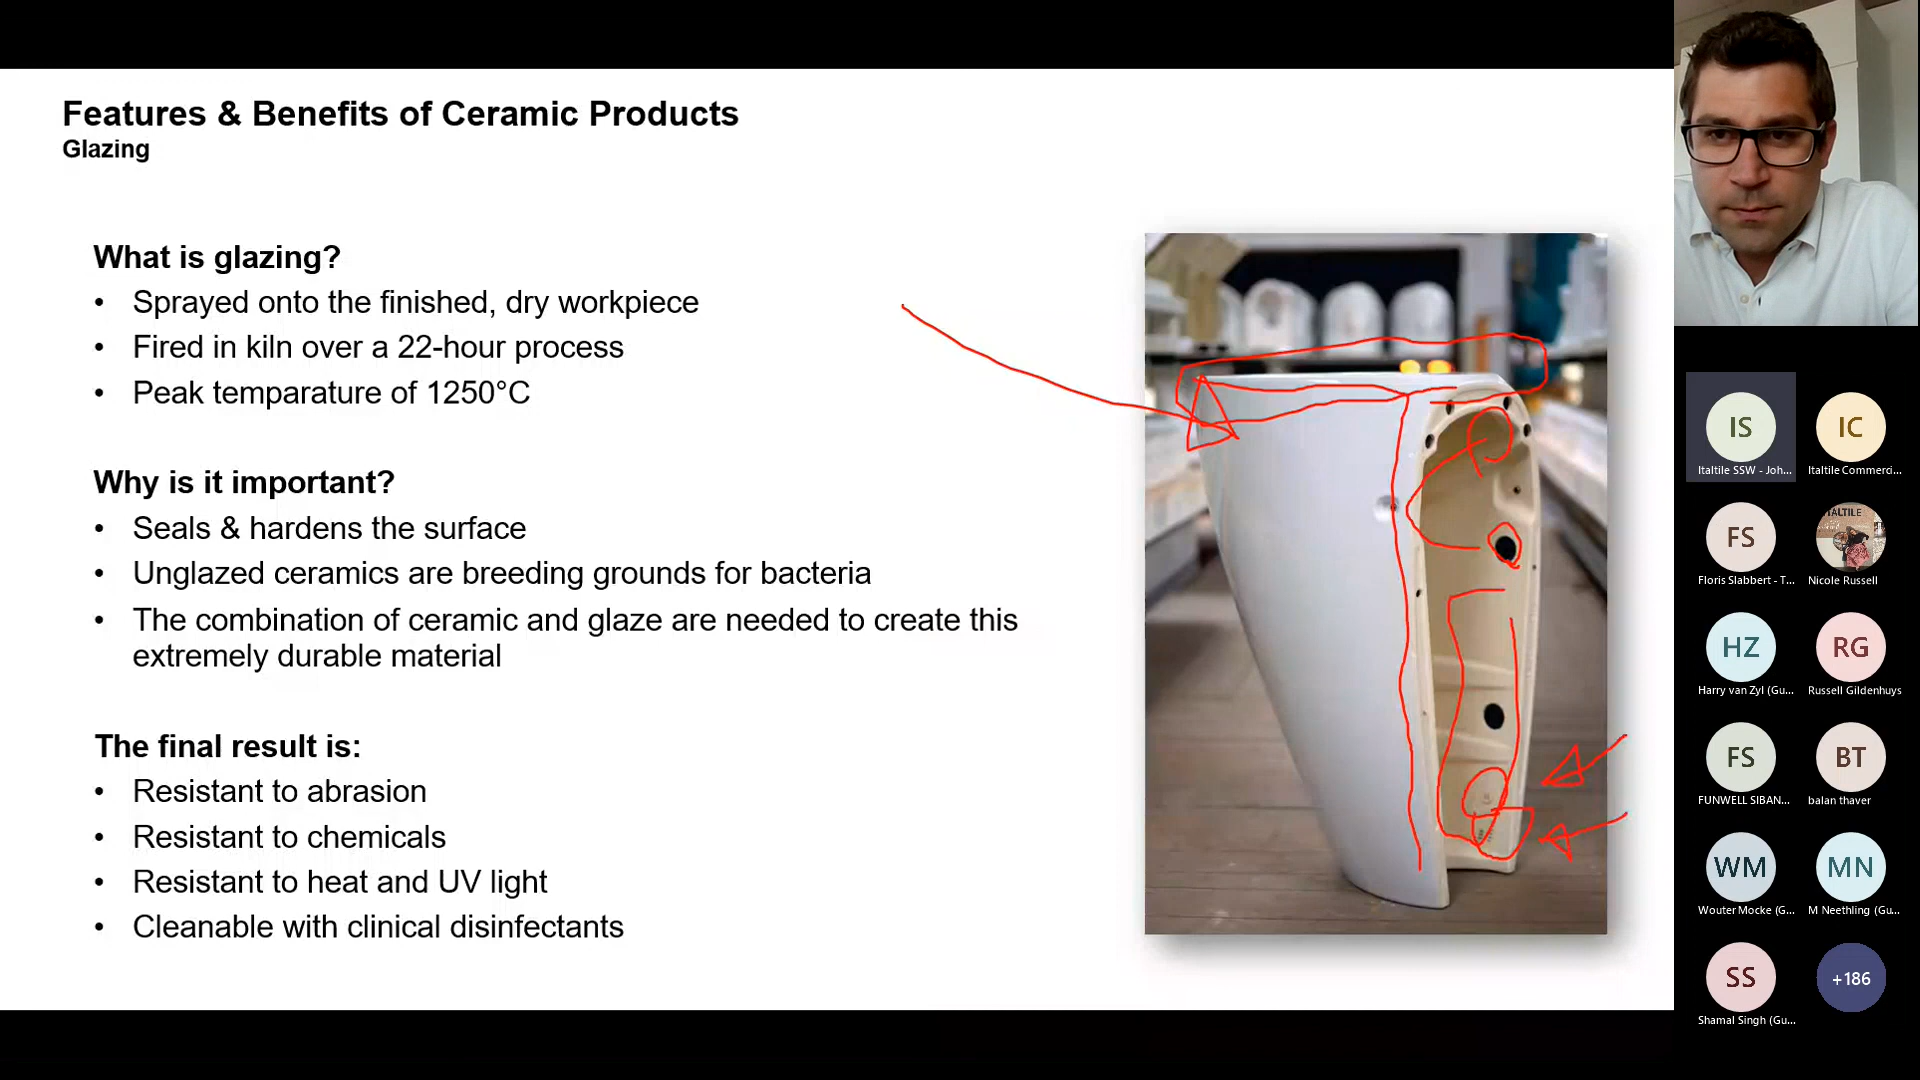 Features & Benefits of Ceramic Products
Glazing
What is glazing?
• Sprayed onto the finished, dry workpiece
• Fired in kiln over a 22-hour process
• Peak temparature of 1250°C
Why is it important?
• Seals & hardens the surface
• Unglazed ceramics are breeding grounds for bacteria
• The combination of ceramic and glaze are needed to create this
extremely durable material
The final result is:
• Resistant to abrasion
• Resistant to chemicals
• Resistant to heat and UV light
• Cleanable with clinical disinfectants
IS
Italtile SSW - Joh...
IC
Italtile Commerci...
FS
Floris Slabbert - T...
ITALTILE
Nicole Russell
HZ
Harry van Zyl (Gu...
RG
Russell Gildenhuys
FS
FUNWELL SIBAN...
BT
balan thaver
WM
Wouter Mocke (G...
MN
M Neethling (Gu...
SS
Shamal Singh (Gu...
+186